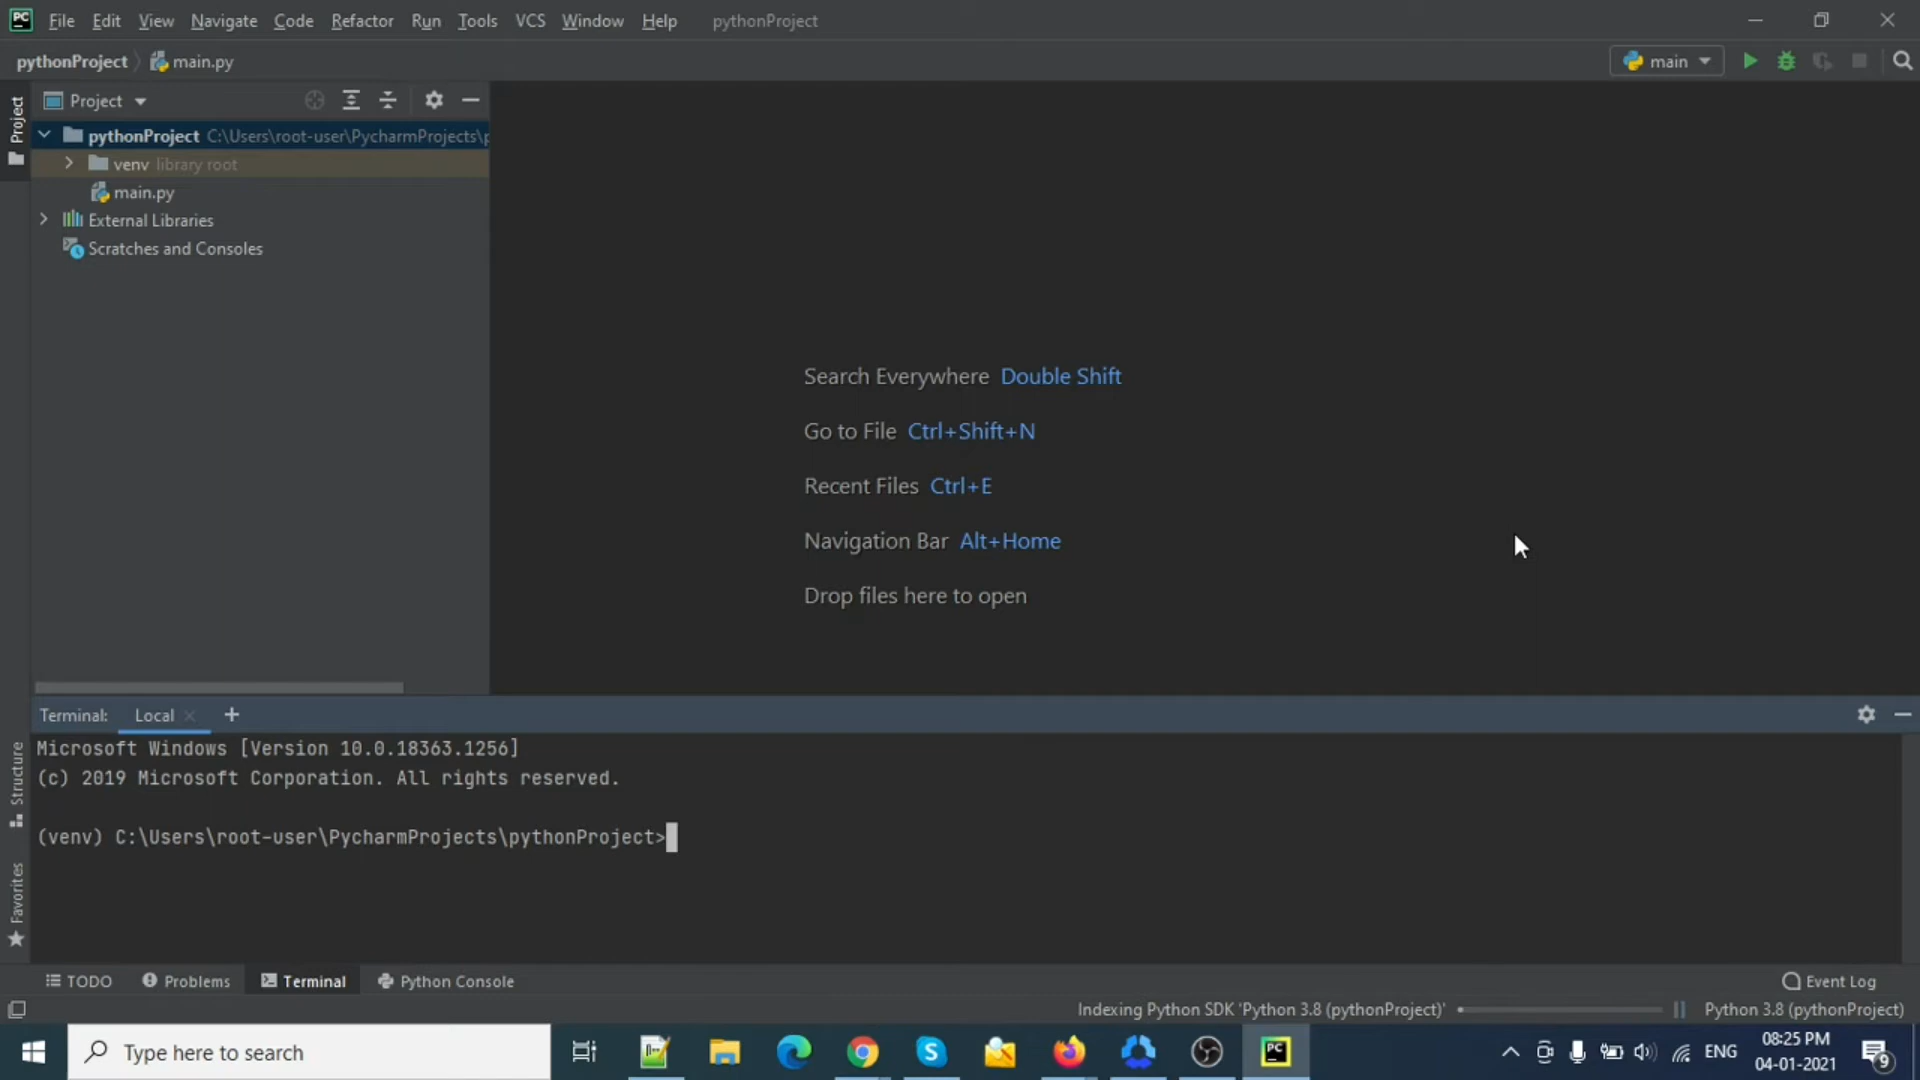 PC File Edit View Navigate Code Refactor Run Tools VCS Window Help pythonProject
pythonProject main.py
main
Project
Project
pythonProject C:\Users\root-user\PycharmProjects\p
venv library root
main.py
External Libraries
Scratches and Consoles
Search Everywhere Double Shift
Go to File Ctrl+Shift+N
Recent Files Ctrl+E
Navigation Bar Alt+Home
Drop files here to open
Terminal: Local
Microsoft Windows [Version 10.0.18363.1256]
(c) 2019 Microsoft Corporation. All rights reserved.
(venv) C:\Users\root-user\PycharmProjects\pythonProject>
Structure
Favorites
TODO Problems Terminal Python Console Event Log
Indexing Python SDK 'Python 3.8 (pythonProject)' Python 3.8 (pythonProject)
Type here to search
S
PC
ENG
08:25 PM
04-01-2021
9